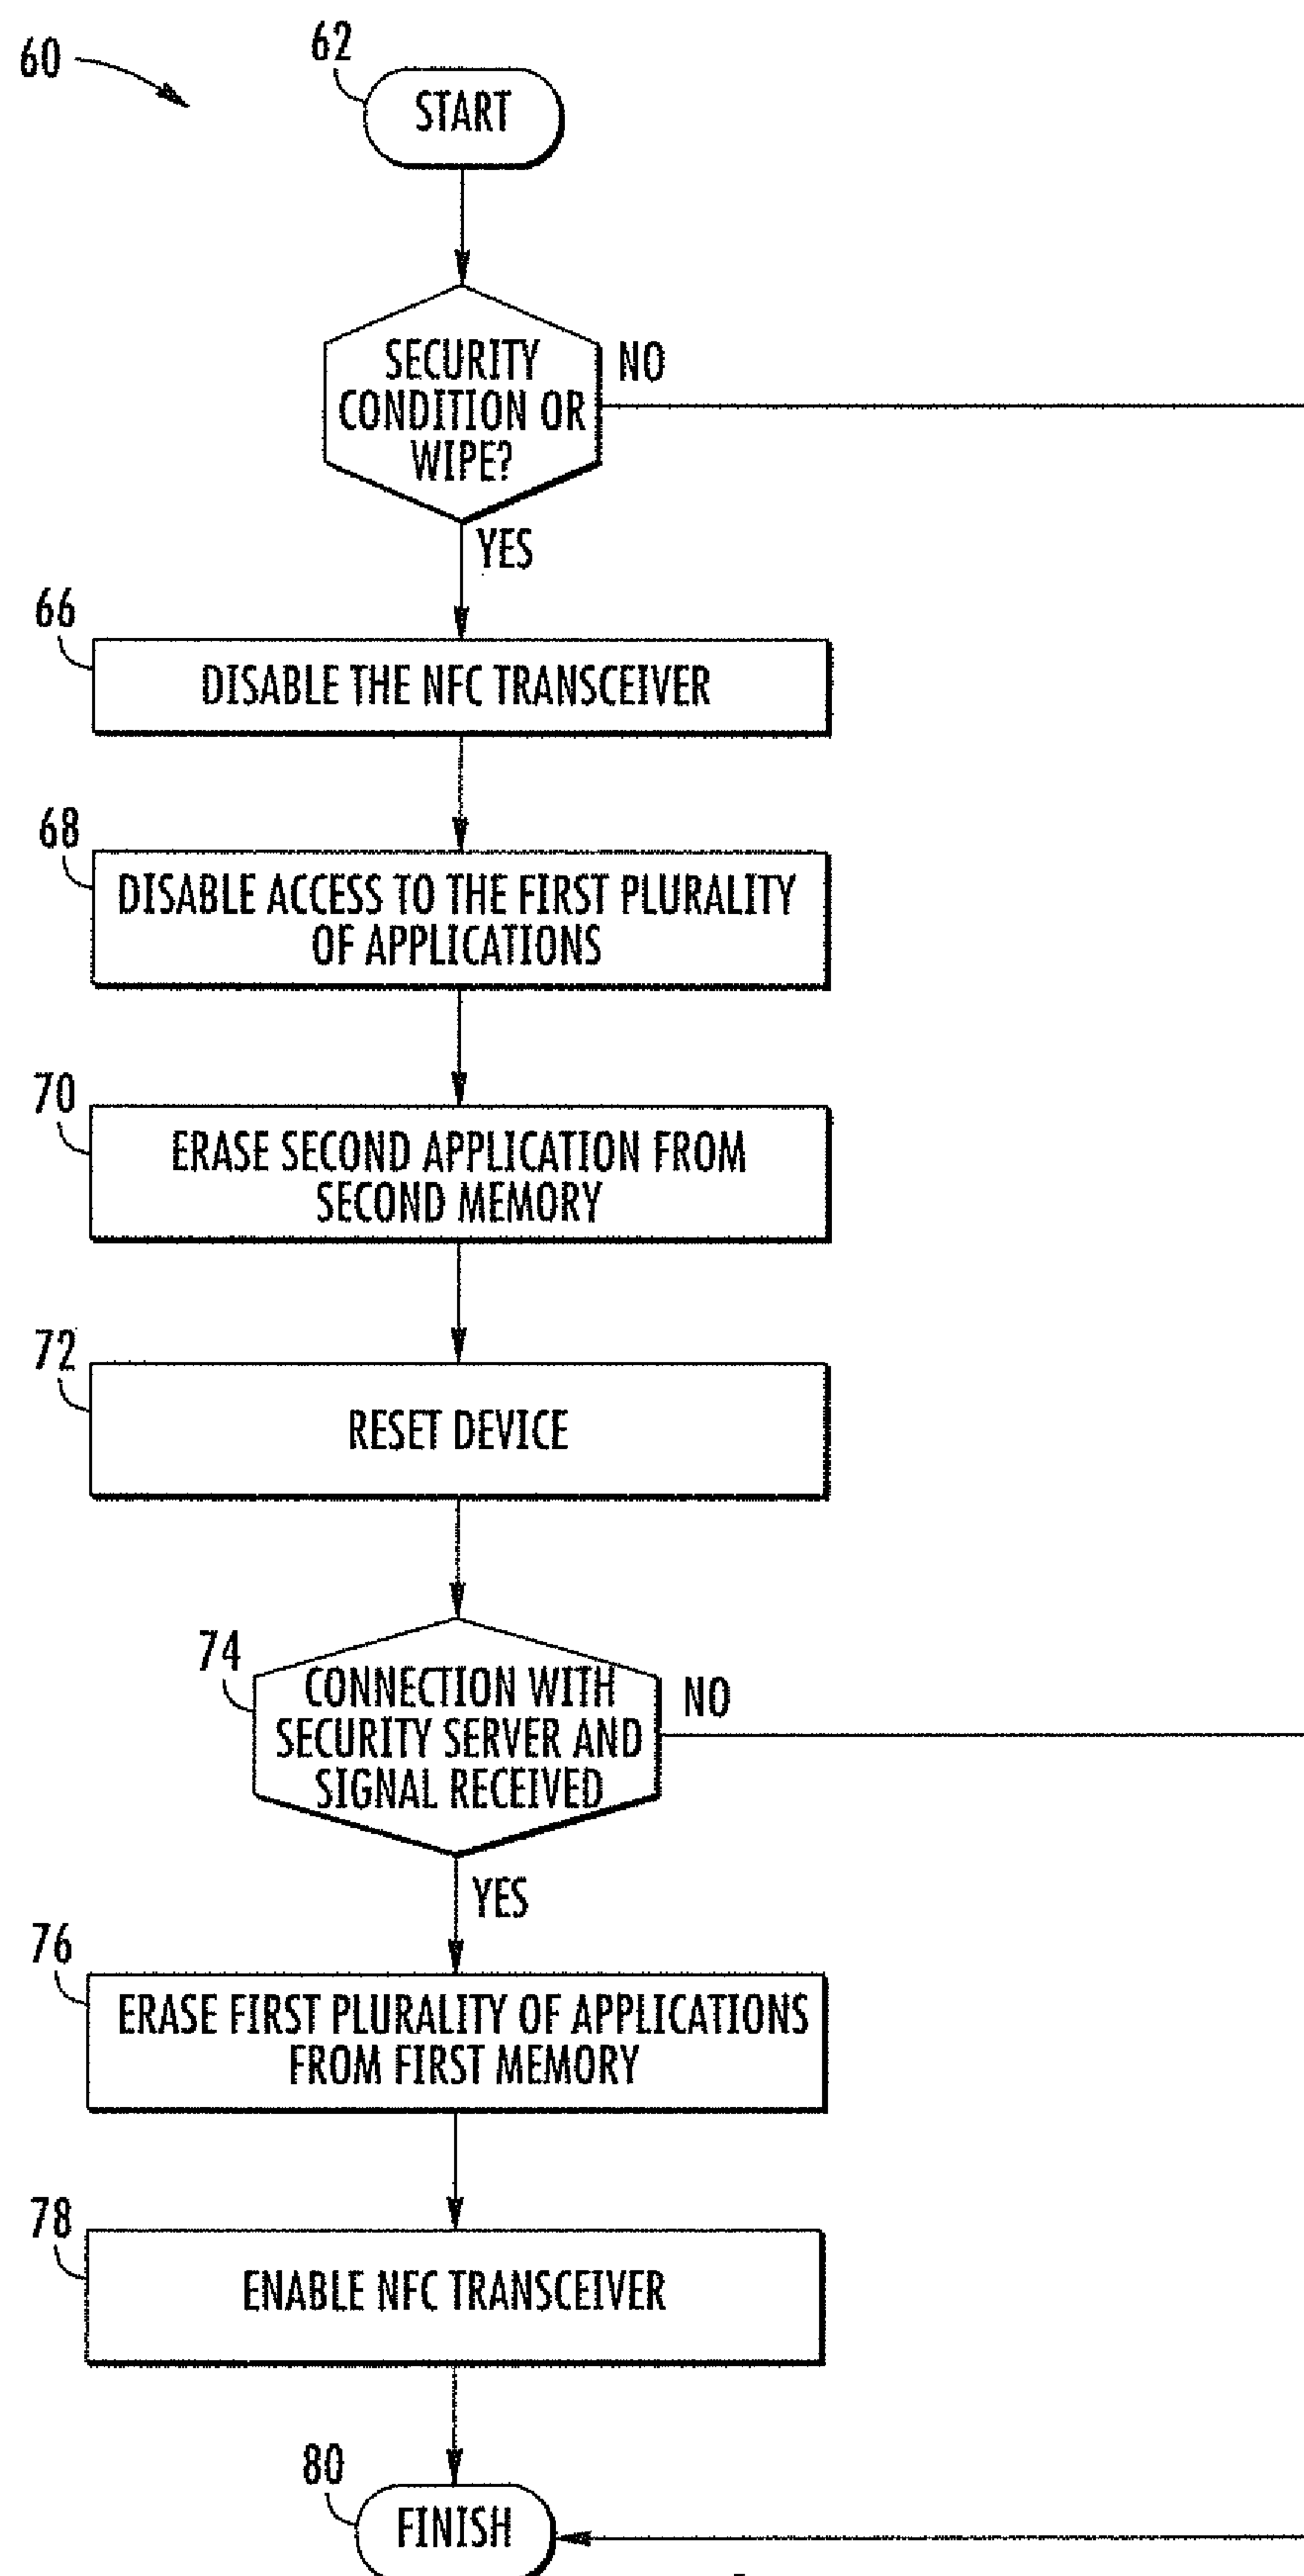 60
62
START
SECURITY
CONDITION OR
WIPE?
NO
YES
66
DISABLE THE NFC TRANSCEIVER
68
DISABLE ACCESS TO THE FIRST PLURALITY
OF APPLICATIONS
70
ERASE SECOND APPLICATION FROM
SECOND MEMORY
72
RESET DEVICE
74
CONNECTION WITH
SECURITY SERVER AND
SIGNAL RECEIVED
NO
YES
76
ERASE FIRST PLURALITY OF APPLICATIONS
FROM FIRST MEMORY
78
ENABLE NFC TRANSCEIVER
80
FINISH